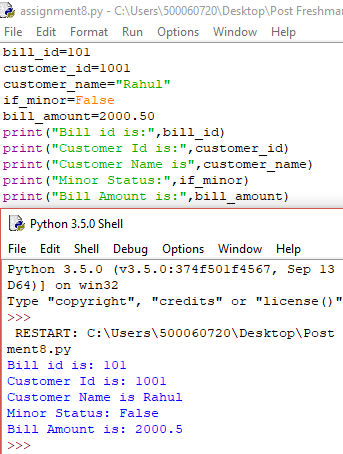 assignment8.py - C:\Users\500060720\Desktop\Post Freshman
File Edit Format Run Options Window Help
bill_id=101
customer_id=1001
customer_name="Rahul"
if_minor=False
bill_amount=2000.50
print("Bill id is:",bill_id)
print("Customer Id is:",customer_id)
print("Customer Name is",customer_name)
print("Minor Status:",if_minor)
print("Bill Amount is:",bill_amount)
Python 3.5.0 Shell
File Edit Shell Debug Options Window Help
Python 3.5.0 (v3.5.0:374f501f4567, Sep 13
D64)] on win32
Type "copyright", "credits" or "license()"
>>>
RESTART: C:\Users\500060720\Desktop\Post
ment8.py
Bill id is: 101
Customer Id is: 1001
Customer Name is Rahul
Minor Status: False
Bill Amount is: 2000.5
>>>